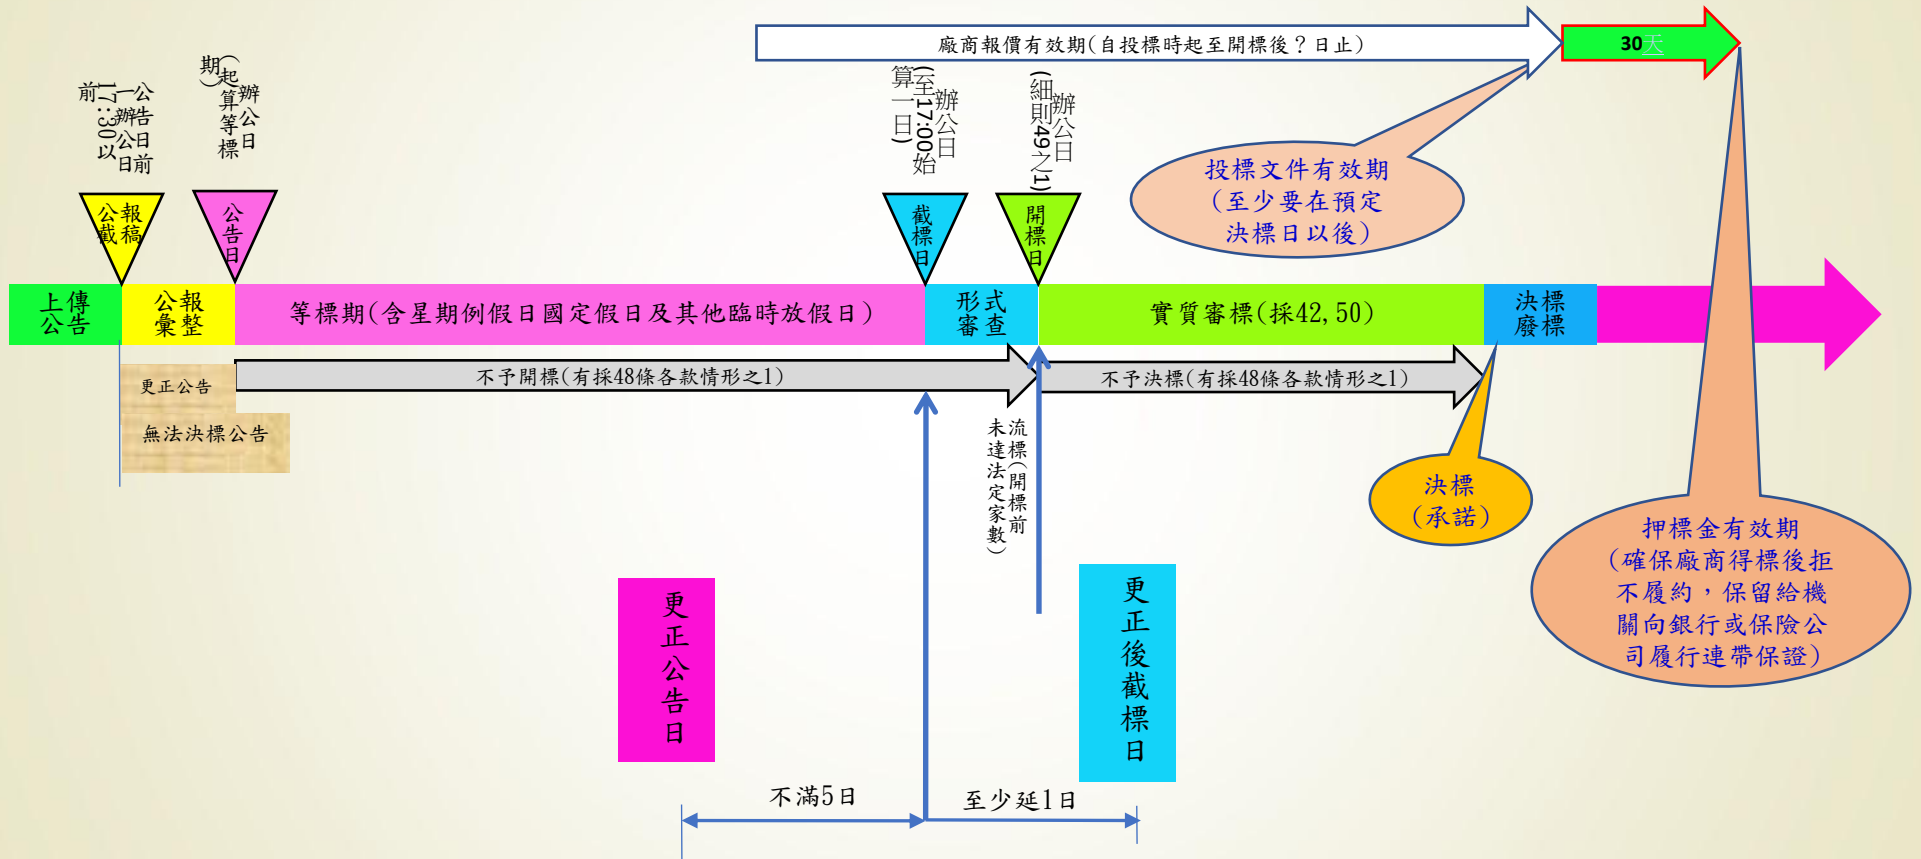 廠商報價有效期(自投標時起至開標後？日止)
30天
公告日前
一辦公日
17:30以
前
辦公日
(起算等標
期)
辦公日
(至17:00始
算一日)
辦公日
(細則49之1)
投標文件有效期
(至少要在預定
決標日以後)
公報
截稿
公告日
截標日
開標日
上傳
公告
公報
彙整
等標期(含星期例假日國定假日及其他臨時放假日)
形式
審查
實質審標(採42,50)
決標
廢標
更正公告
不予開標(有採48條各款情形之1)
不予決標(有採48條各款情形之1)
無法決標公告
流標(開標前
未達法定家數)
決標
(承諾)
押標金有效期
(確保廠商得標後拒
不履約，保留給機
關向銀行或保險公
司履行連帶保證)
更正公告日
更正後截標日
不滿5日
至少延1日